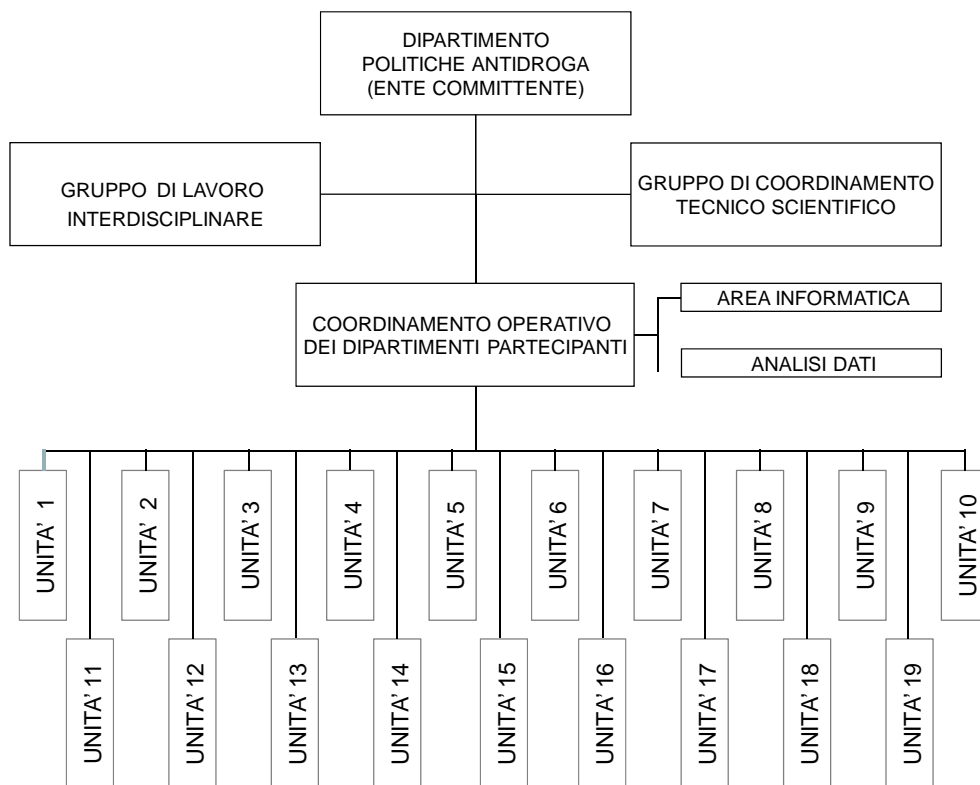 DIPARTIMENTO
POLITICHE ANTIDROGA
(ENTE COMMITTENTE)
GRUPPO DI LAVORO
INTERDISCIPLINARE
GRUPPO DI COORDINAMENTO
TECNICO SCIENTIFICO
COORDINAMENTO OPERATIVO
DEI DIPARTIMENTI PARTECIPANTI
AREA INFORMATICA
ANALISI DATI
UNITA' 1
UNITA' 2
UNITA' 3
UNITA' 4
UNITA' 5
UNITA' 6
UNITA' 7
UNITA' 8
UNITA' 9
UNITA' 10
UNITA' 11
UNITA' 12
UNITA' 13
UNITA' 14
UNITA' 15
UNITA' 16
UNITA' 17
UNITA' 18
UNITA' 19